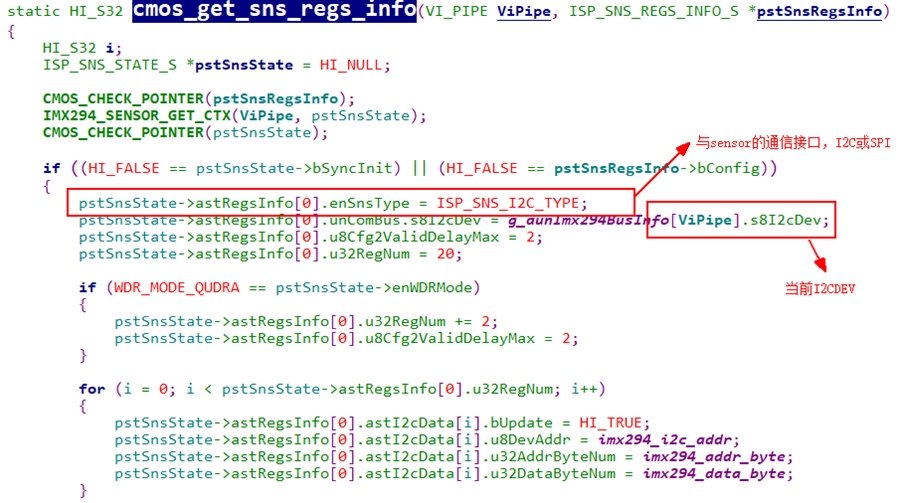 static HI_S32 cmos_get_sns_regs_info(VI_PIPE ViPipe, ISP_SNS_REGS_INFO_S *pstSnsRegsInfo)
{
    HI_S32 i;
    ISP_SNS_STATE_S *pstSnsState = HI_NULL;
    CMOS_CHECK_POINTER(pstSnsRegsInfo);
    IMX294_SENSOR_GET_CTX(ViPipe, pstSnsState);
    CMOS_CHECK_POINTER(pstSnsState);
与sensor的通信接口，I2C或SPI
    if ((HI_FALSE == pstSnsState->bSyncInit) || (HI_FALSE == pstSnsRegsInfo->bConfig))
    {
        pstSnsState->astRegsInfo[0].enSnsType = ISP_SNS_I2C_TYPE;
        pstSnsState->astRegsInfo[0].unComBus.s8I2cDev = g_aunImx294BusInfo[ViPipe].s8I2cDev;
        pstSnsState->astRegsInfo[0].u8Cfg2ValidDelayMax = 2;
        pstSnsState->astRegsInfo[0].u32RegNum = 20;
当前I2CDEV
        if (WDR_MODE_QUDRA == pstSnsState->enWDRMode)
        {
            pstSnsState->astRegsInfo[0].u32RegNum += 2;
            pstSnsState->astRegsInfo[0].u8Cfg2ValidDelayMax = 2;
        }
        for (i = 0; i < pstSnsState->astRegsInfo[0].u32RegNum; i++)
        {
            pstSnsState->astRegsInfo[0].astI2cData[i].bUpdate = HI_TRUE;
            pstSnsState->astRegsInfo[0].astI2cData[i].u8DevAddr = imx294_i2c_addr;
            pstSnsState->astRegsInfo[0].astI2cData[i].u32AddrByteNum = imx294_addr_byte;
            pstSnsState->astRegsInfo[0].astI2cData[i].u32DataByteNum = imx294_data_byte;
        }